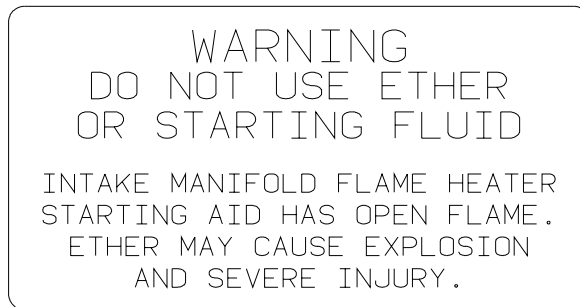 WARNING
DO NOT USE ETHER
OR STARTING FLUID
INTAKE MANIFOLD FLAME HEATER
STARTING AID HAS OPEN FLAME.
ETHER MAY CAUSE EXPLOSION
AND SEVERE INJURY.